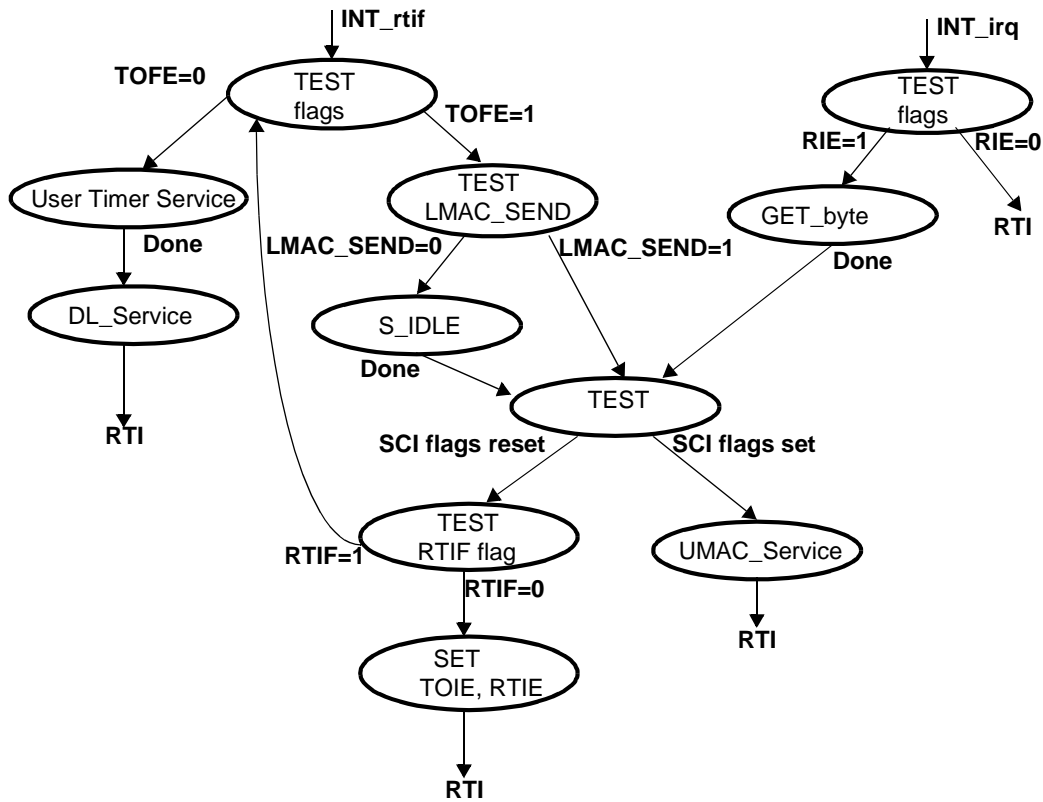 INT_rtif
INT_irq
TOFE=0
TEST
flags
TOFE=1
TEST
flags
RIE=1
RIE=0
User Timer Service
TEST
LMAC_SEND
GET_byte
RTI
Done
LMAC_SEND=0
LMAC_SEND=1
Done
DL_Service
S_IDLE
Done
TEST
RTI
SCI flags reset
SCI flags set
TEST
RTIF flag
UMAC_Service
RTIF=1
RTIF=0
RTI
SET
TOIE, RTIE
RTI